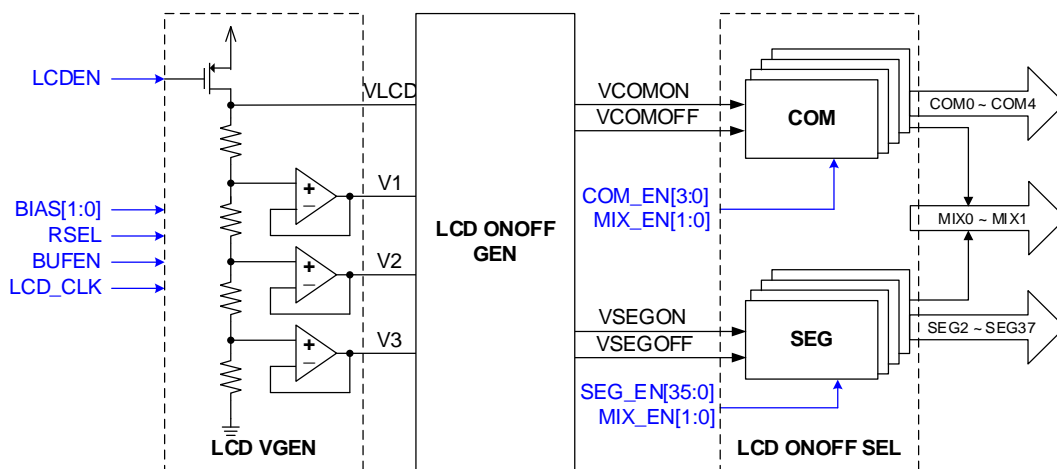 LCDEN
BIAS[1:0]
RSEL
BUFEN
LCD_CLK
VLCD
+
−
V1
+
−
V2
+
−
V3
LCD VGEN
LCD ONOFF
GEN
VCOMON
VCOMOFF
COM
COM_EN[3:0]
MIX_EN[1:0]
COM0 ~ COM4
MIX0 ~ MIX1
VSEGON
VSEGOFF
SEG
SEG_EN[35:0]
MIX_EN[1:0]
SEG2 ~ SEG37
LCD ONOFF SEL